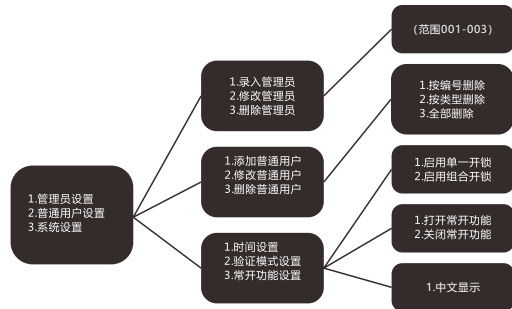 1.管理员设置
2.普通用户设置
3.系统设置
1.录入管理员
2.修改管理员
3.删除管理员
1.添加普通用户
2.修改普通用户
3.删除普通用户
1.时间设置
2.验证模式设置
3.常开功能设置
(范围001-003)
1.按编号删除
2.按类型删除
3.全部删除
1.启用单一开锁
2.启用组合开锁
1.打开常开功能
2.关闭常开功能
1.中文显示